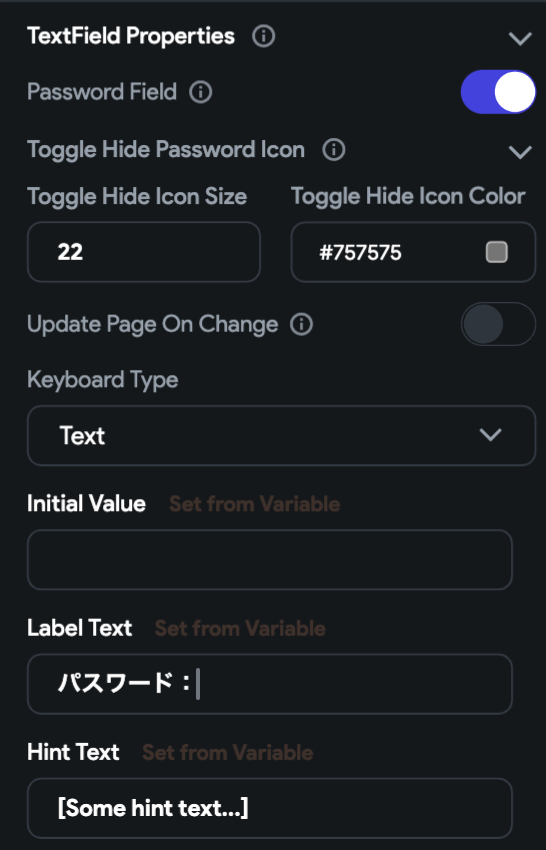 TextField Properties
Password Field
Toggle Hide Password Icon
Toggle Hide Icon Size
Toggle Hide Icon Color
22
#757575
Update Page On Change
Keyboard Type
Text
Initial Value Set from Variable
Label Text Set from Variable
パスワード：
Hint Text Set from Variable
[Some hint text...]